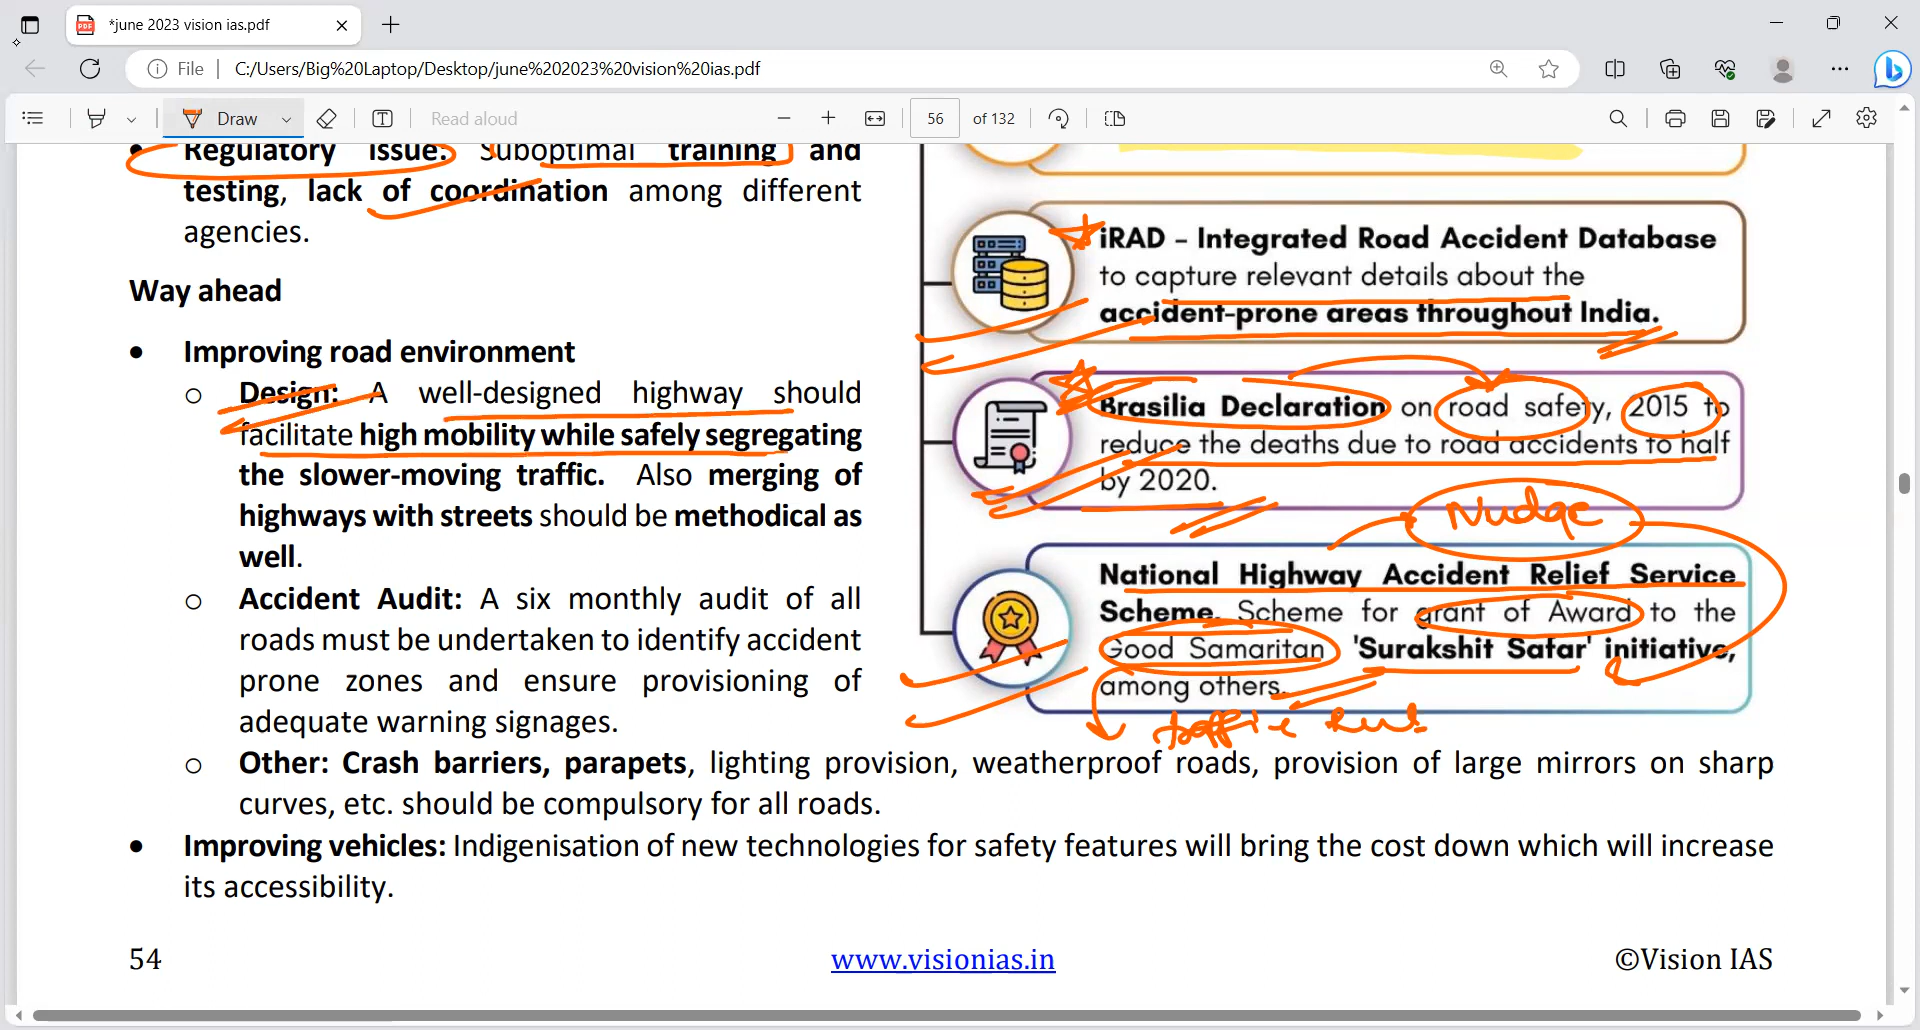 *june 2023 vision ias.pdf
File | C:/Users/Big%20Laptop/Desktop/june%202023%20vision%20ias.pdf
Draw
Read aloud
56 of 132
Regulatory issue: Suboptimal training and
testing, lack of coordination among different
agencies.
Way ahead
• Improving road environment
o Design: A well-designed highway should
facilitate high mobility while safely segregating
the slower-moving traffic. Also merging of
highways with streets should be methodical as
well.
o Accident Audit: A six monthly audit of all
roads must be undertaken to identify accident
prone zones and ensure provisioning of
adequate warning signages.
iRAD – Integrated Road Accident Database
to capture relevant details about the
accident-prone areas throughout India.
Brasilia Declaration on road safety, 2015 to
reduce the deaths due to road accidents to half
by 2020.
Nudge
National Highway Accident Relief Service
Scheme, Scheme for grant of Award to the
Good Samaritan 'Surakshit Safar' initiative,
among others.
traffic
o Other: Crash barriers, parapets, lighting provision, weatherproof roads, provision of large mirrors on sharp
curves, etc. should be compulsory for all roads.
• Improving vehicles: Indigenisation of new technologies for safety features will bring the cost down which will increase
its accessibility.
54
www.visionias.in
©Vision IAS